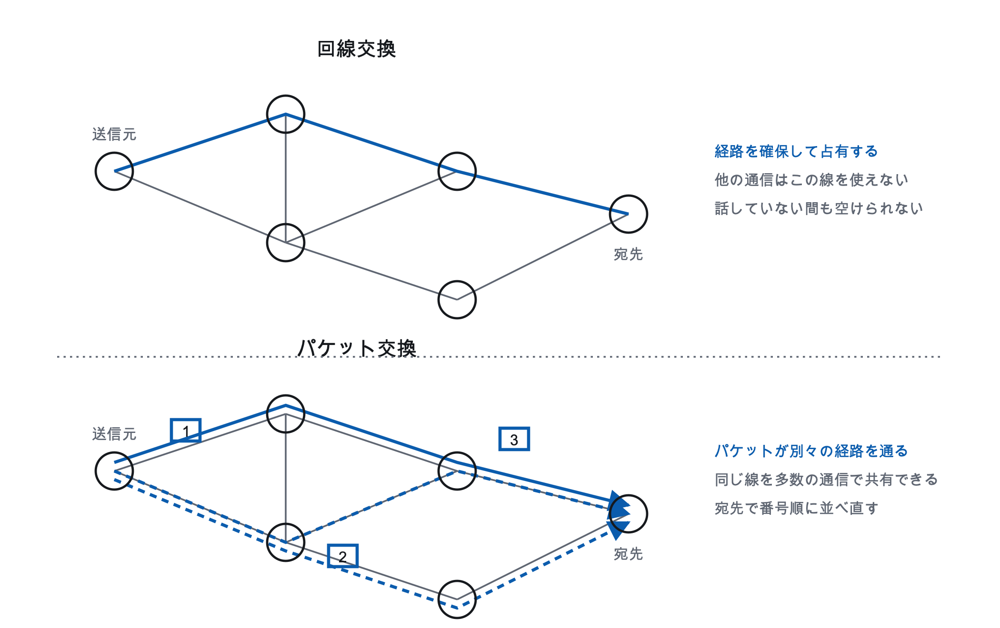 回線交換
送信元
経路を確保して占有する
他の通信はこの線を使えない
話していない間も空けられない
宛先
パケット交換
送信元
1
3
パケットが別々の経路を通る
同じ線を多数の通信で共有できる
宛先で番号順に並べ直す
2
宛先